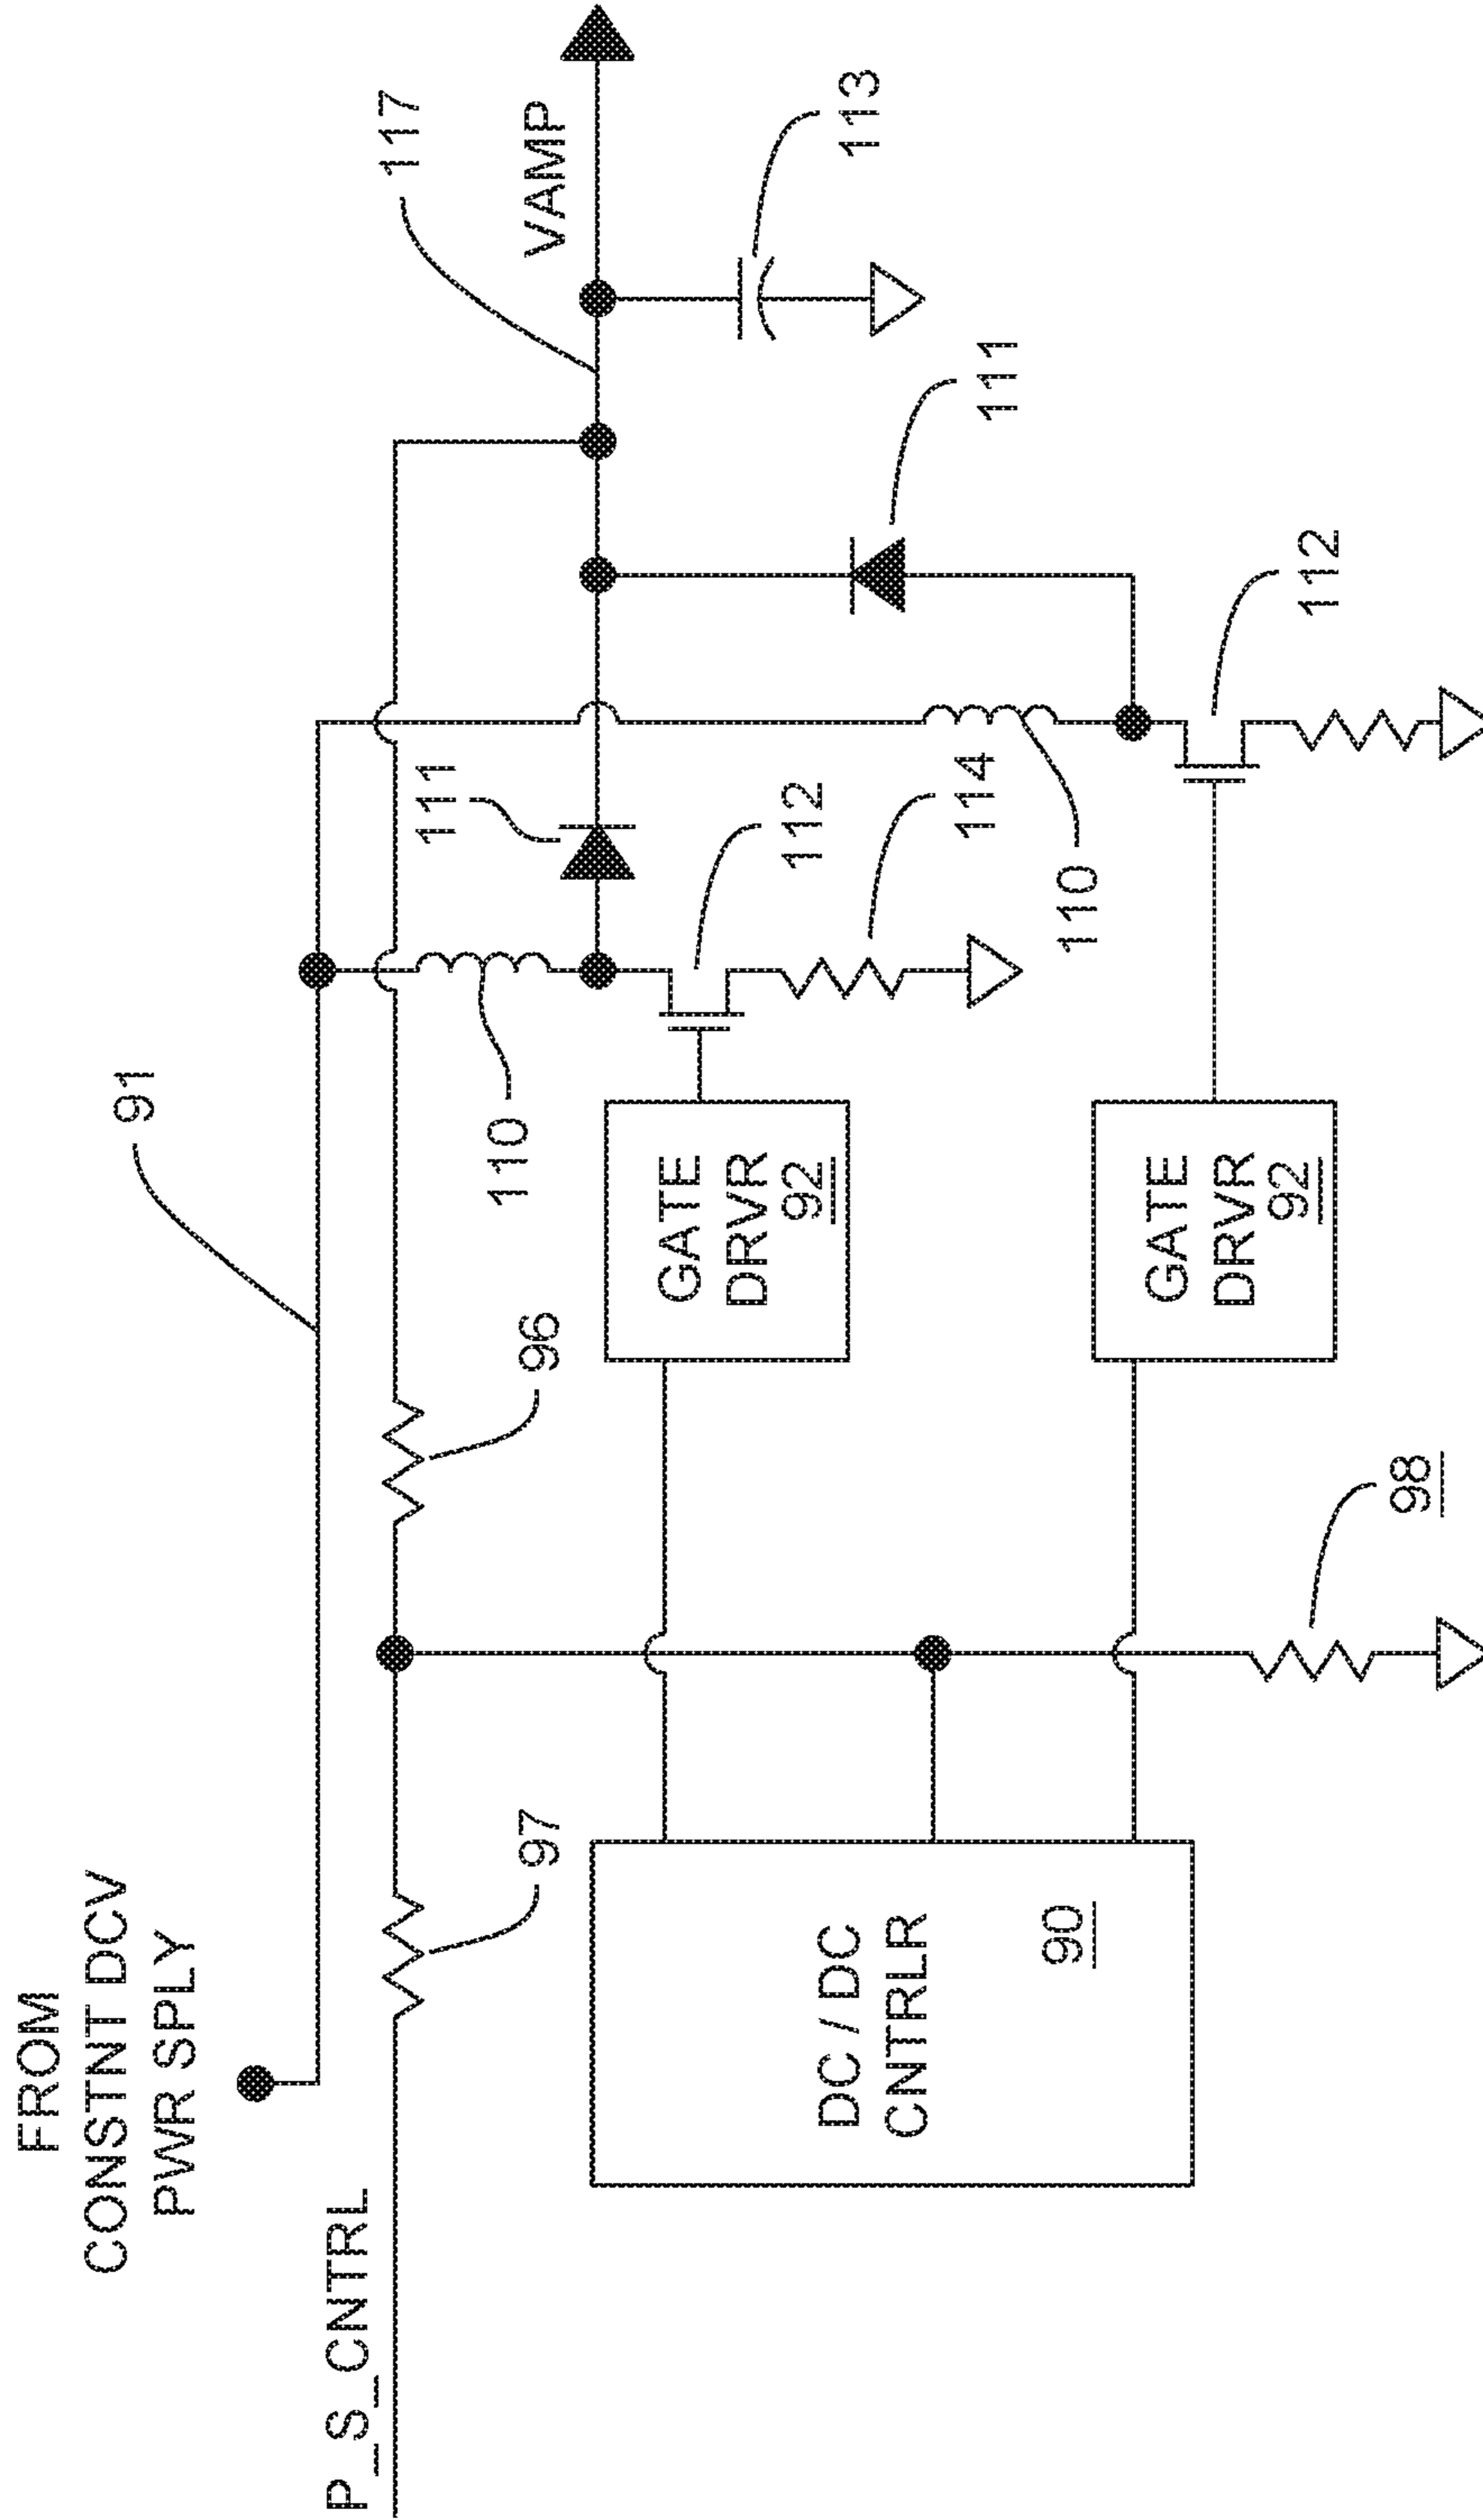 FROM
CONSTNT DCV
PWR SPLY
P_S_CNTRL
91
117
VAMP
97
96
110
111
113
DC / DC
CNTRLR
90
GATE
DRVR
92
112
114
111
110
GATE
DRVR
92
112
98